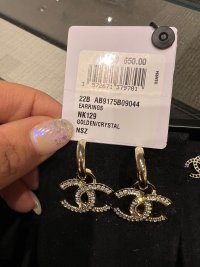 650.00
22B AB9175B09044
EARRINGS
NK129
GOLDEN/CRYSTAL
NSZ